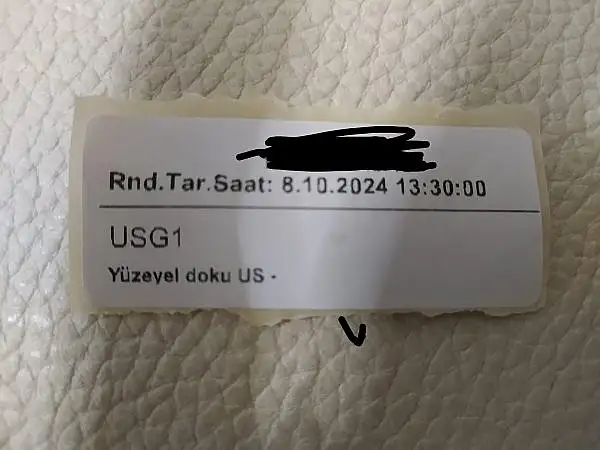 Rnd.Tar.Saat: 8.10.2024 13:30:00
USG1
Yüzeyel doku US -